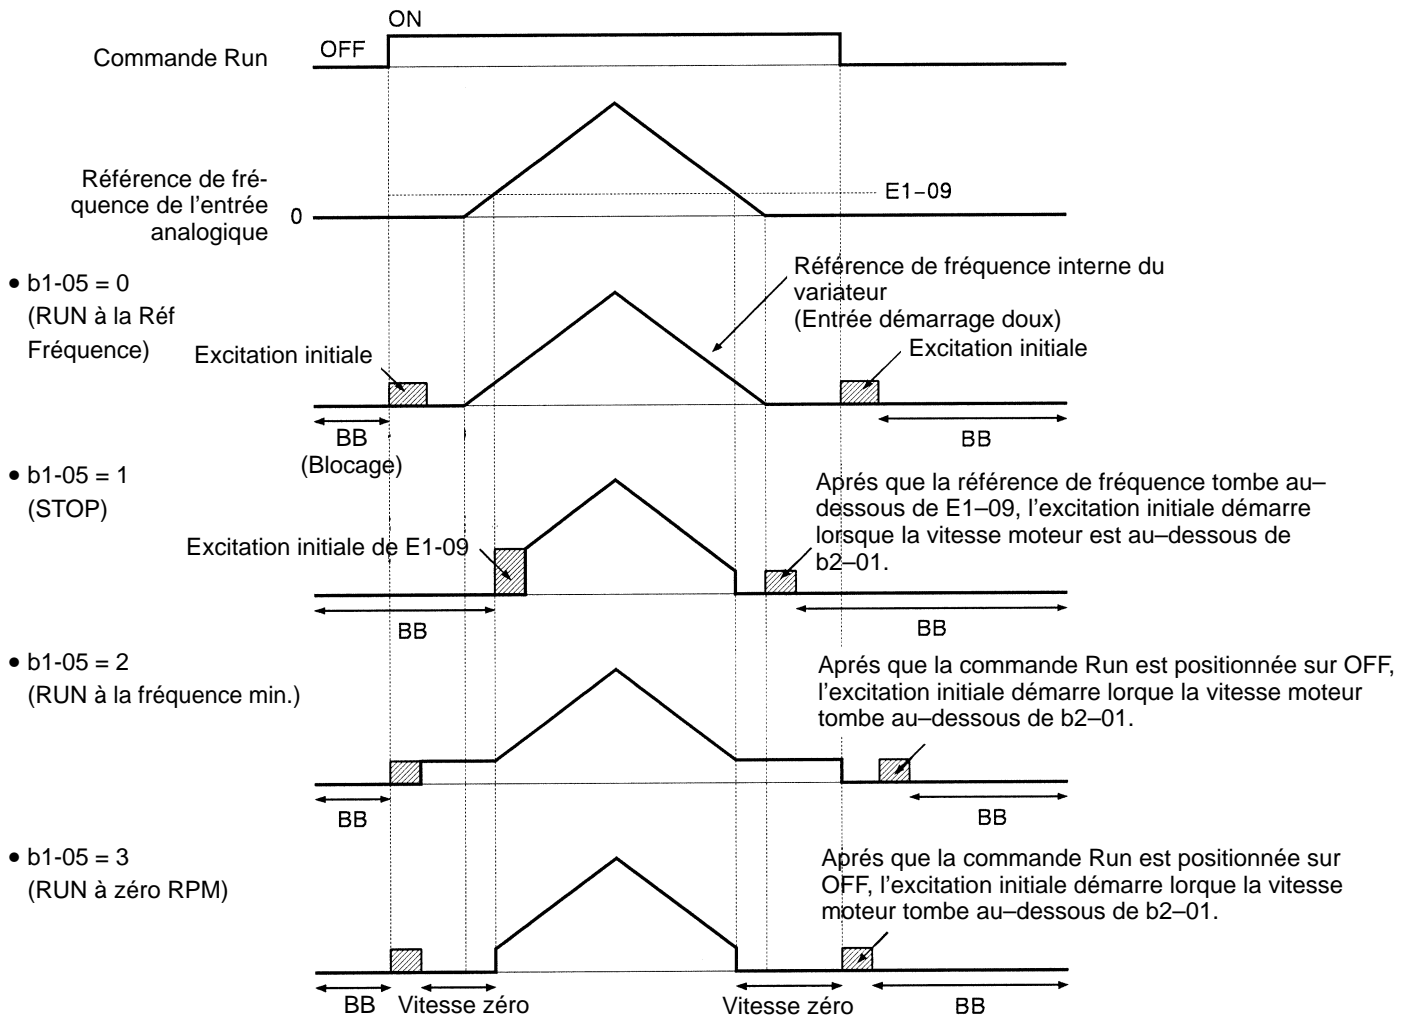 ON
Commande Run
OFF
Référence de fré-
quence de l'entrée
analogique
0
E1–09
• b1-05 = 0
(RUN à la Réf
Fréquence)
Référence de fréquence interne du
variateur
(Entrée démarrage doux)
Excitation initiale
Excitation initiale
BB
(Blocage)
BB
• b1-05 = 1
(STOP)
Aprés que la référence de fréquence tombe au–
dessous de E1–09, l'excitation initiale démarre
lorsque la vitesse moteur est au–dessous de
b2–01.
Excitation initiale de E1-09
BB
BB
• b1-05 = 2
(RUN à la fréquence min.)
Aprés que la commande Run est positionnée sur OFF,
l'excitation initiale démarre lorque la vitesse moteur
tombe au–dessous de b2–01.
BB
BB
• b1-05 = 3
(RUN à zéro RPM)
Aprés que la commande Run est positionnée sur
OFF, l'excitation initiale démarre lorque la vitesse
moteur tombe au–dessous de b2–01.
BB
Vitesse zéro
Vitesse zéro
BB